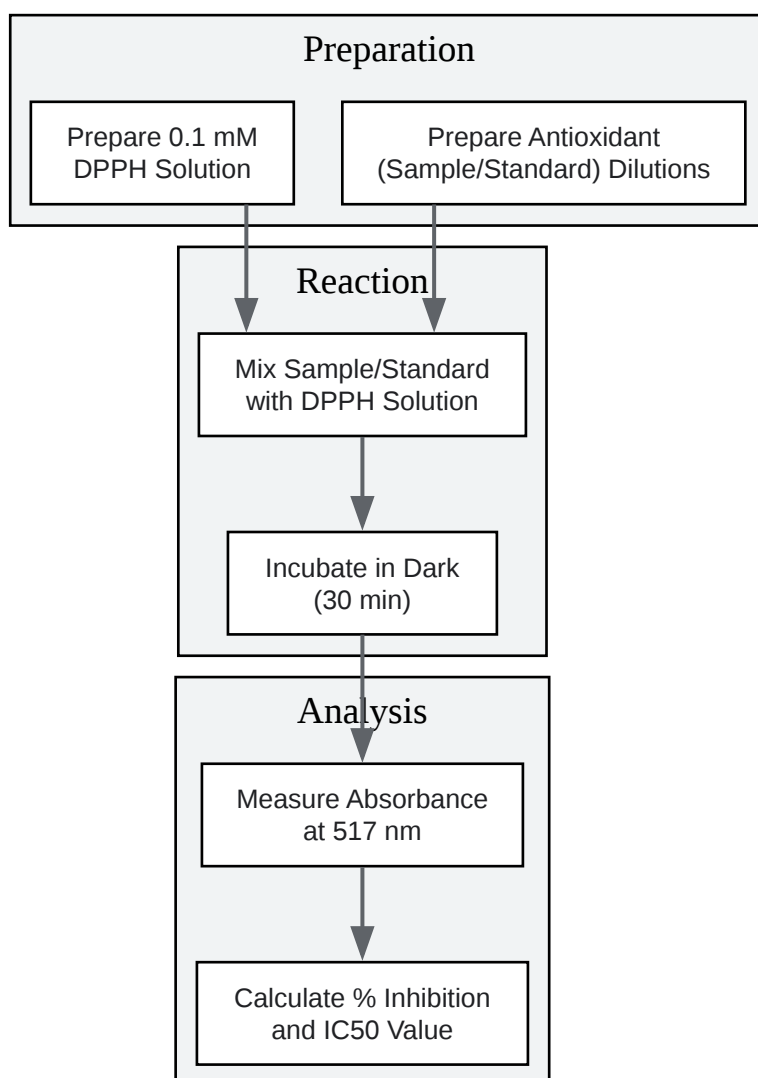 Preparation
Prepare 0.1 mM
DPPH Solution
Prepare Antioxidant
(Sample/Standard) Dilutions
Reaction
Mix Sample/Standard
with DPPH Solution
Incubate in Dark
(30 min)
Analysis
Measure Absorbance
at 517 nm
Calculate % Inhibition
and IC50 Value